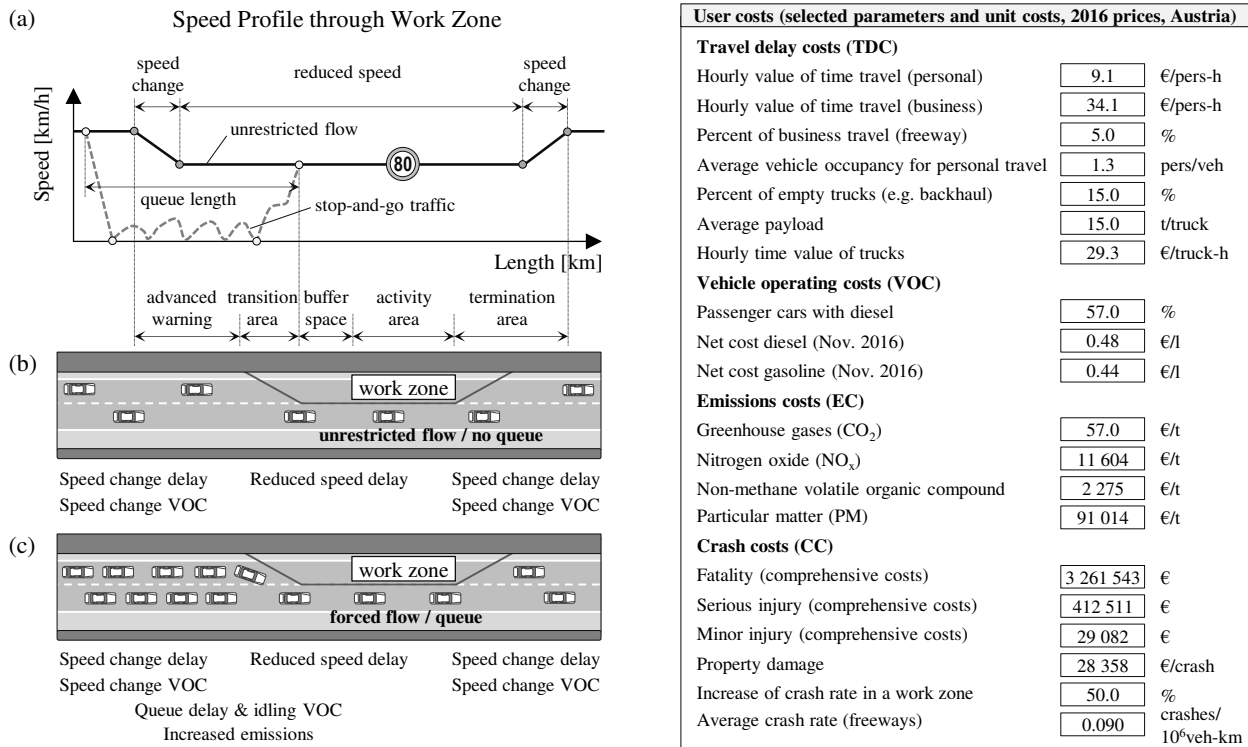 (a) Speed Profile through Work Zone
speed change
reduced speed
speed change
Speed [km/h]
unrestricted flow
80
queue length
stop-and-go traffic
Length [km]
advanced warning
transition area
buffer space
activity area
termination area
(b)
work zone
unrestricted flow / no queue
Speed change delay Reduced speed delay Speed change delay
Speed change VOC Speed change VOC
(c)
work zone
forced flow / queue
Speed change delay Reduced speed delay Speed change delay
Speed change VOC Speed change VOC
Queue delay & idling VOC
Increased emissions
User costs (selected parameters and unit costs, 2016 prices, Austria)
Travel delay costs (TDC)
Hourly value of time travel (personal) 9.1 €/pers-h
Hourly value of time travel (business) 34.1 €/pers-h
Percent of business travel (freeway) 5.0 %
Average vehicle occupancy for personal travel 1.3 pers/veh
Percent of empty trucks (e.g. backhaul) 15.0 %
Average payload 15.0 t/truck
Hourly time value of trucks 29.3 €/truck-h
Vehicle operating costs (VOC)
Passenger cars with diesel 57.0 %
Net cost diesel (Nov. 2016) 0.48 €/l
Net cost gasoline (Nov. 2016) 0.44 €/l
Emissions costs (EC)
Greenhouse gases (CO₂) 57.0 €/t
Nitrogen oxide (NOₓ) 11 604 €/t
Non-methane volatile organic compound 2 275 €/t
Particular matter (PM) 91 014 €/t
Crash costs (CC)
Fatality (comprehensive costs) 3 261 543 €
Serious injury (comprehensive costs) 412 511 €
Minor injury (comprehensive costs) 29 082 €
Property damage 28 358 €/crash
Increase of crash rate in a work zone 50.0 %
Average crash rate (freeways) 0.090 crashes/
10⁶veh-km